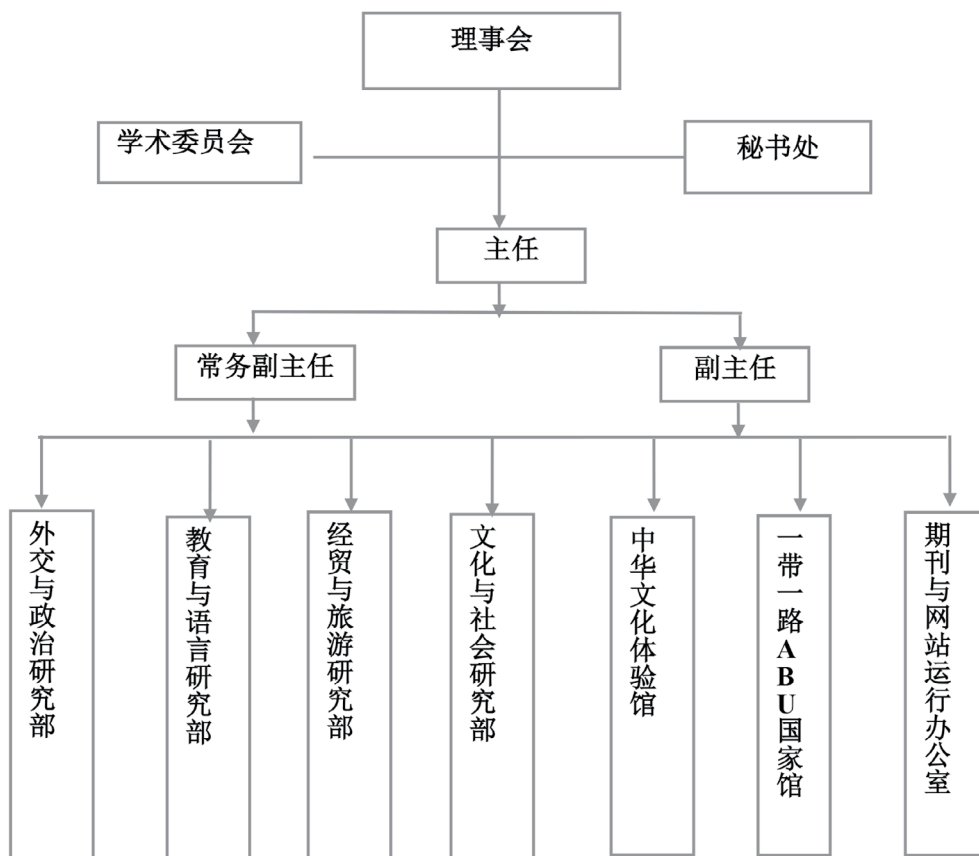 理事会
学术委员会
秘书处
主任
常务副主任
副主任
外交与政治研究部
教育与语言研究部
经贸与旅游研究部
文化与社会研究部
中华文化体验馆
一带一路ABU国家馆
期刊与网站运行办公室